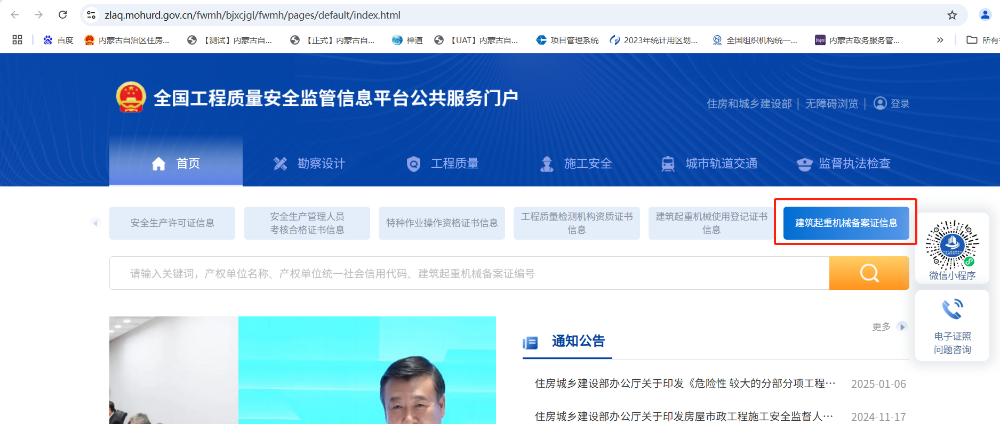 zlaq.mohurd.gov.cn/fwmh/bjxcjgl/fwmh/pages/default/index.html
百度
内蒙古自治区住房...
【测试】内蒙古自...
【正式】内蒙古自...
禅道
【UAT】内蒙古自...
项目管理系统
2023年统计用区划...
全国组织机构统一...
Inspur
内蒙古政务服务管...
所有
全国工程质量安全监管信息平台公共服务门户
住房和城乡建设部
无障碍浏览
登录
首页
勘察设计
工程质量
施工安全
城市轨道交通
监督执法检查
安全生产许可证信息
安全生产管理人员
考核合格证书信息
特种作业操作资格证书信息
工程质量检测机构资质证书
信息
建筑起重机械使用登记证书
信息
建筑起重机械备案证信息
请输入关键词，产权单位名称、产权单位统一社会信用代码、建筑起重机械备案证编号
微信小程序
电子证照
问题咨询
通知公告
更多
住房城乡建设部办公厅关于印发《危险性 较大的分部分项工程···
2025-01-06
住房城乡建设部办公厅关于印发房屋市政工程施工安全监督人···
2024-11-17